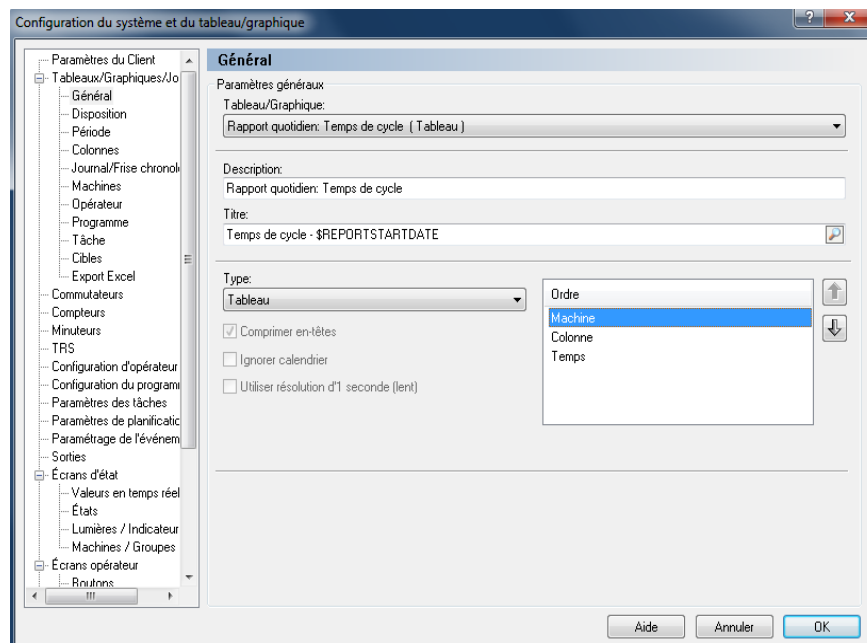 Configuration du système et du tableau/graphique
Paramètres du Client
Tableaux/Graphiques/Jo
Général
Disposition
Période
Colonnes
Journal/Frise chronol
Machines
Opérateur
Programme
Tâche
Cibles
Export Excel
Commutateurs
Compteurs
Minuteurs
TRS
Configuration d'opérateur
Configuration du programm
Paramètres des tâches
Paramètres de planificatic
Paramétrage de l'événem
Sorties
Écrans d'état
Valeurs en temps réel
États
Lumières / Indicateur
Machines / Groupes
Écrans opérateur
Boutons
Général
Paramètres généraux
Tableau/Graphique:
Rapport quotidien: Temps de cycle ( Tableau )
Description:
Rapport quotidien: Temps de cycle
Titre:
Temps de cycle - $REPORTSTARTDATE
Type:
Tableau
Comprimer en-têtes
Ignorer calendrier
Utiliser résolution d'1 seconde (lent)
Ordre
Machine
Colonne
Temps
Aide
Annuler
OK